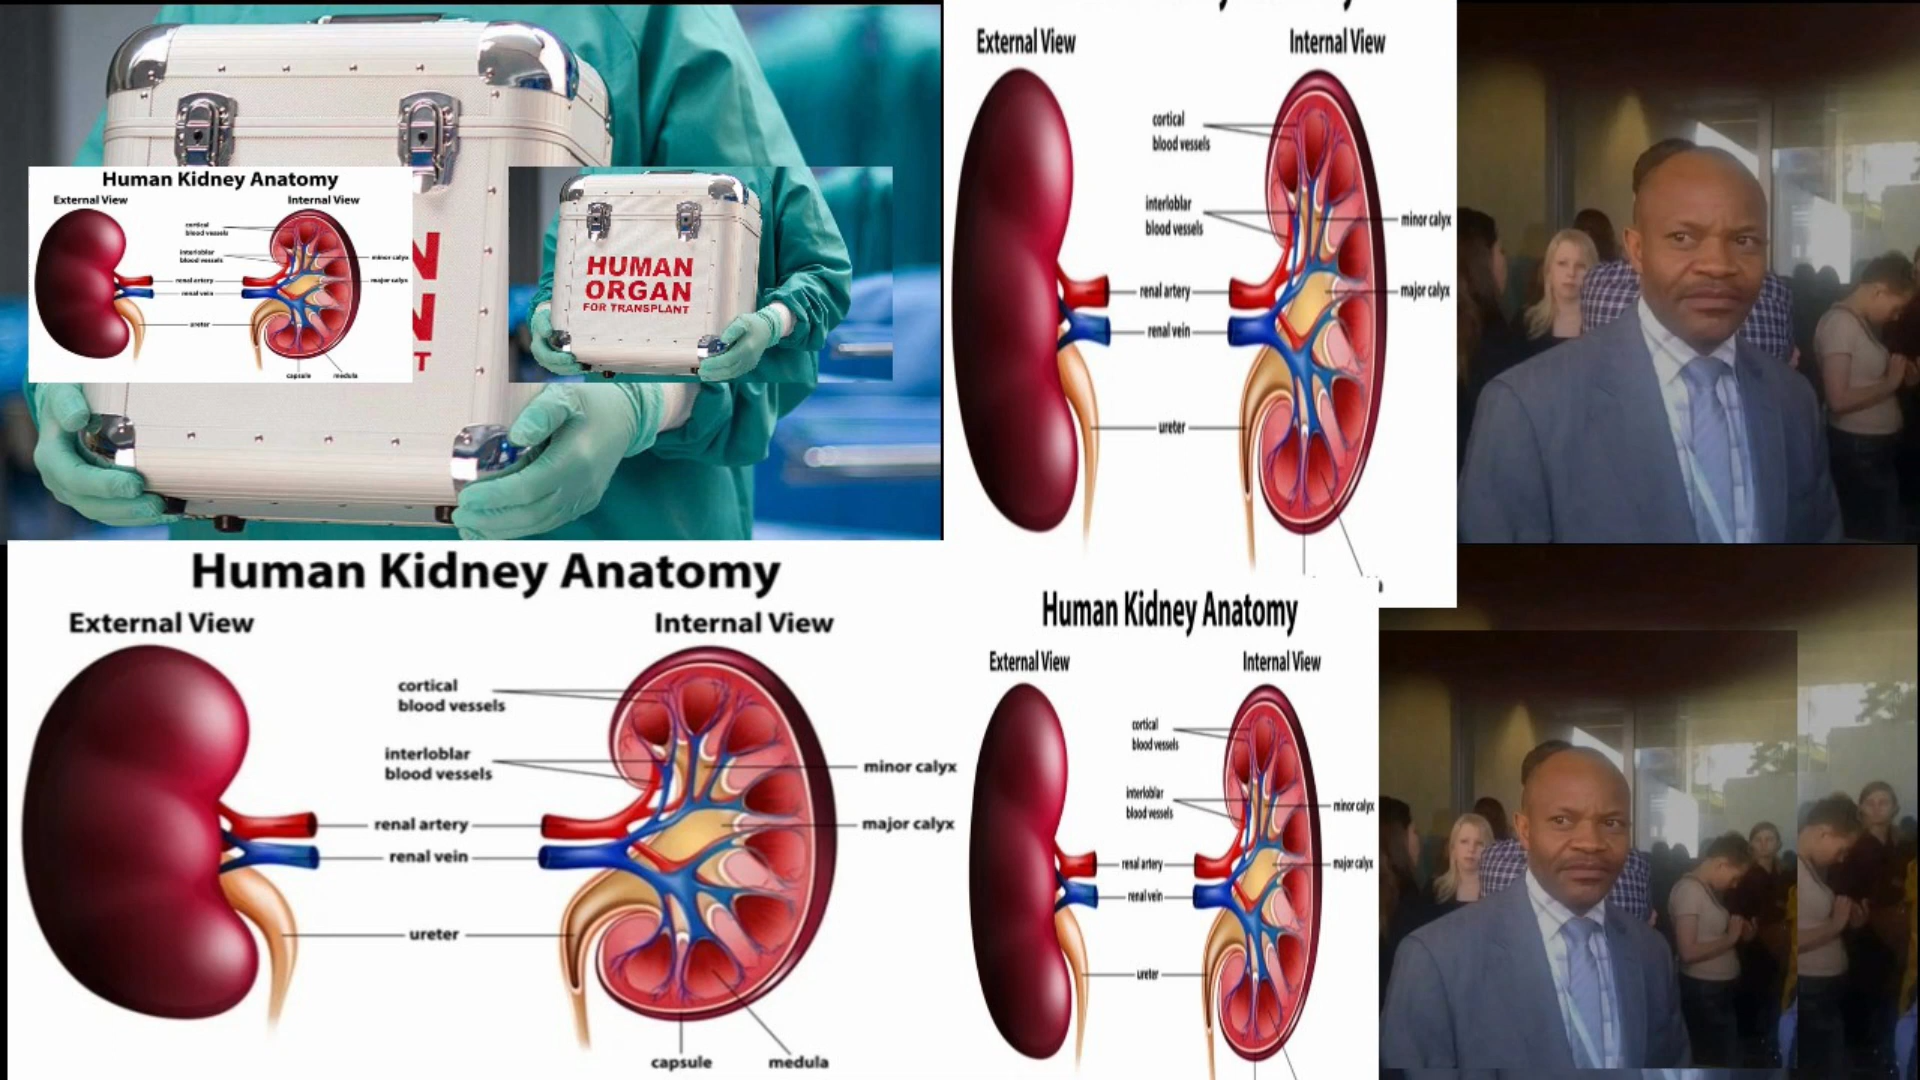 Human Kidney Anatomy
External View
Internal View
cortical
blood vessels
interloblar
blood vessels
minor calyx
renal artery
major calyx
renal vein
ureter
capsule
medula
N
N
T
HUMAN
ORGAN
FOR TRANSPLANT
External View
Internal View
cortical
blood vessels
interloblar
blood vessels
minor calyx
renal artery
major calyx
renal vein
ureter
Human Kidney Anatomy
External View
Internal View
cortical
blood vessels
interloblar
blood vessels
minor calyx
renal artery
major calyx
renal vein
ureter
capsule
medula
Human Kidney Anatomy
External View
Internal View
cortical
blood vessels
interloblar
blood vessels
minor calyx
renal artery
major calyx
renal vein
ureter